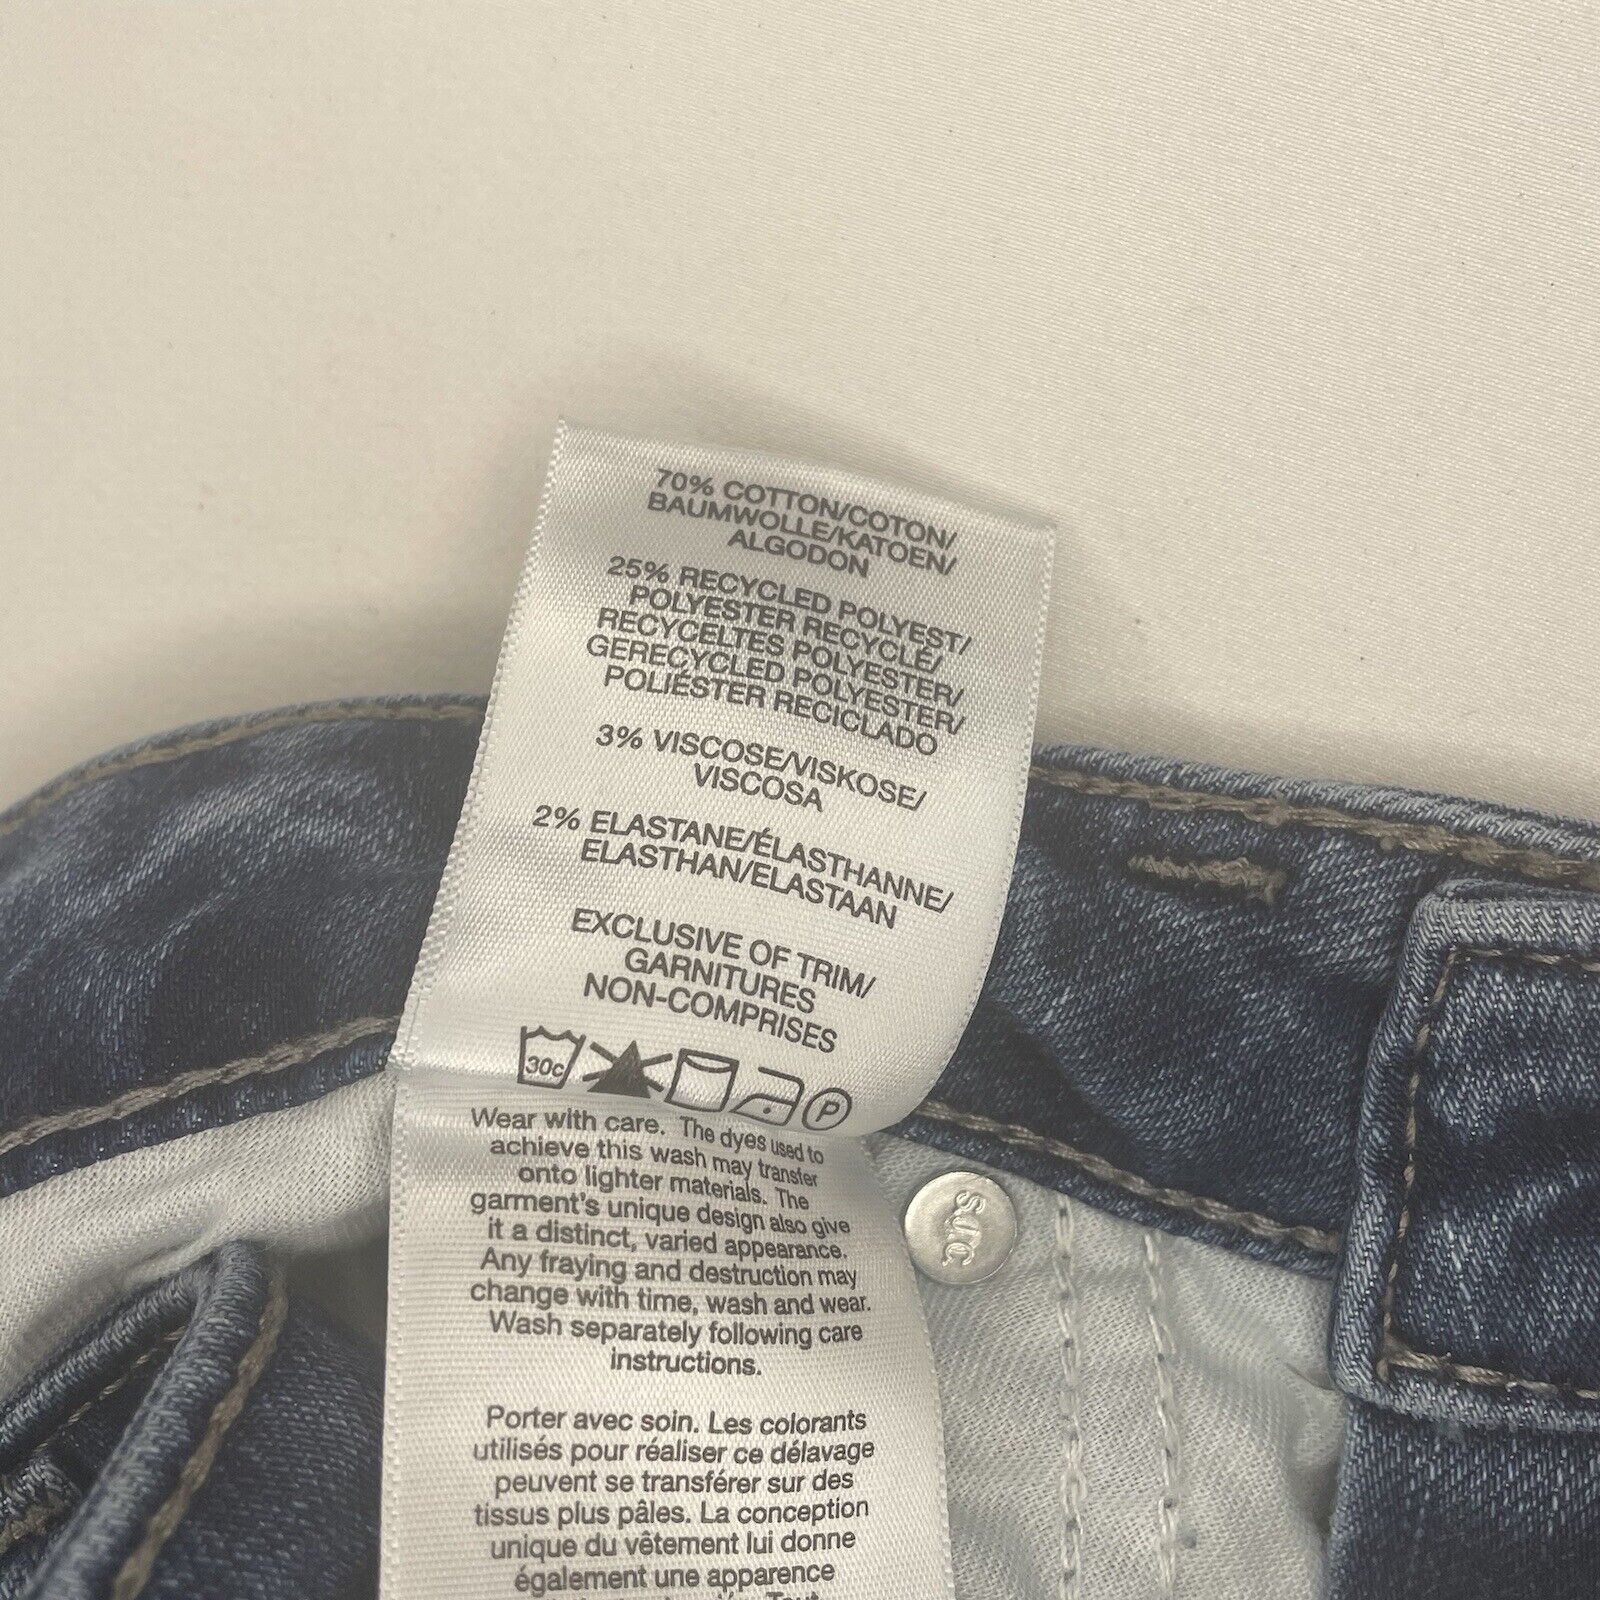 70% COTTON/COTON/
BAUMWOLLE/KATOEN/
ALGODON
25% RECYCLED POLYEST/
POLYESTER RECYCLÉ/
RECYCELTES POLYESTER/
GERECYCLED POLYESTER/
POLIÉSTER RECICLADO
3% VISCOSE/VISKOSE/
VISCOSA
2% ELASTANE/ÉLASTHANNE/
ELASTHAN/ELASTAAN
EXCLUSIVE OF TRIM/
GARNITURES
NON-COMPRISES
30c P
Wear with care. The dyes used to
achieve this wash may transfer
onto lighter materials. The
garment's unique design also give
it a distinct, varied appearance.
Any fraying and destruction may
change with time, wash and wear.
Wash separately following care
instructions.
Porter avec soin. Les colorants
utilisés pour réaliser ce délavage
peuvent se transférer sur des
tissus plus pâles. La conception
unique du vêtement lui donne
également une apparence